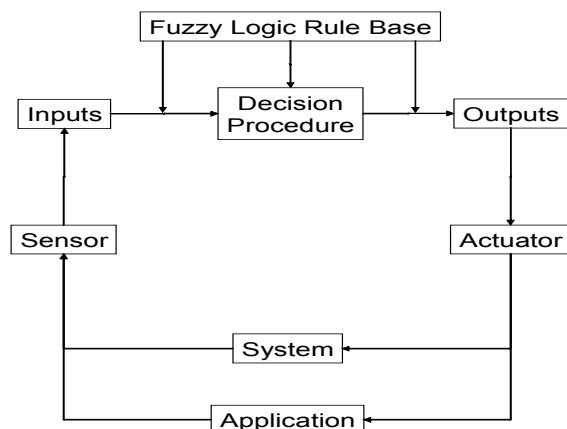 Fuzzy Logic Rule Base
Inputs
Decision
Procedure
Outputs
Sensor
Actuator
System
Application